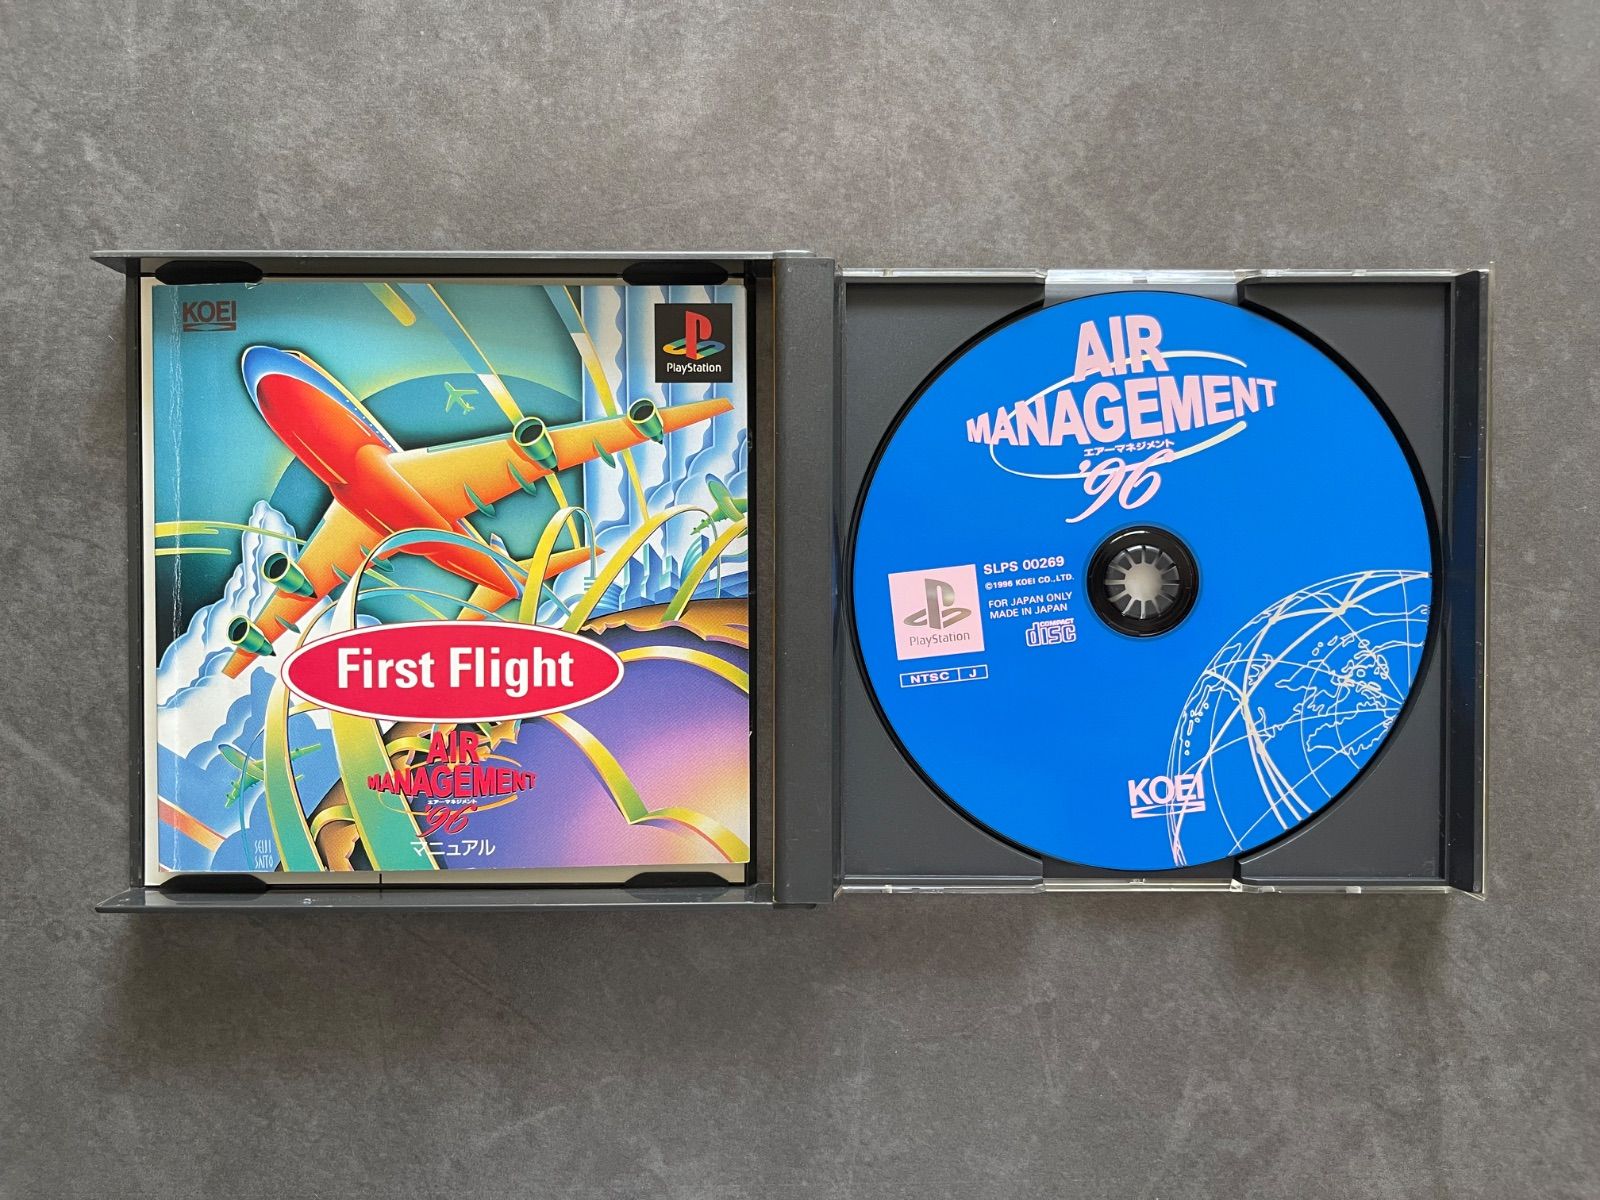 KOEI
PlayStation
First Flight
AIR
MANAGEMENT
エアーマネジメント
'96
マニュアル
SEIJI
SAITO
AIR
MANAGEMENT
エアーマネジメント
'96
SLPS 00269
©1996 KOEI CO.,LTD.
FOR JAPAN ONLY
MADE IN JAPAN
PlayStation
COMPACT
disc
NTSC J
KOEI